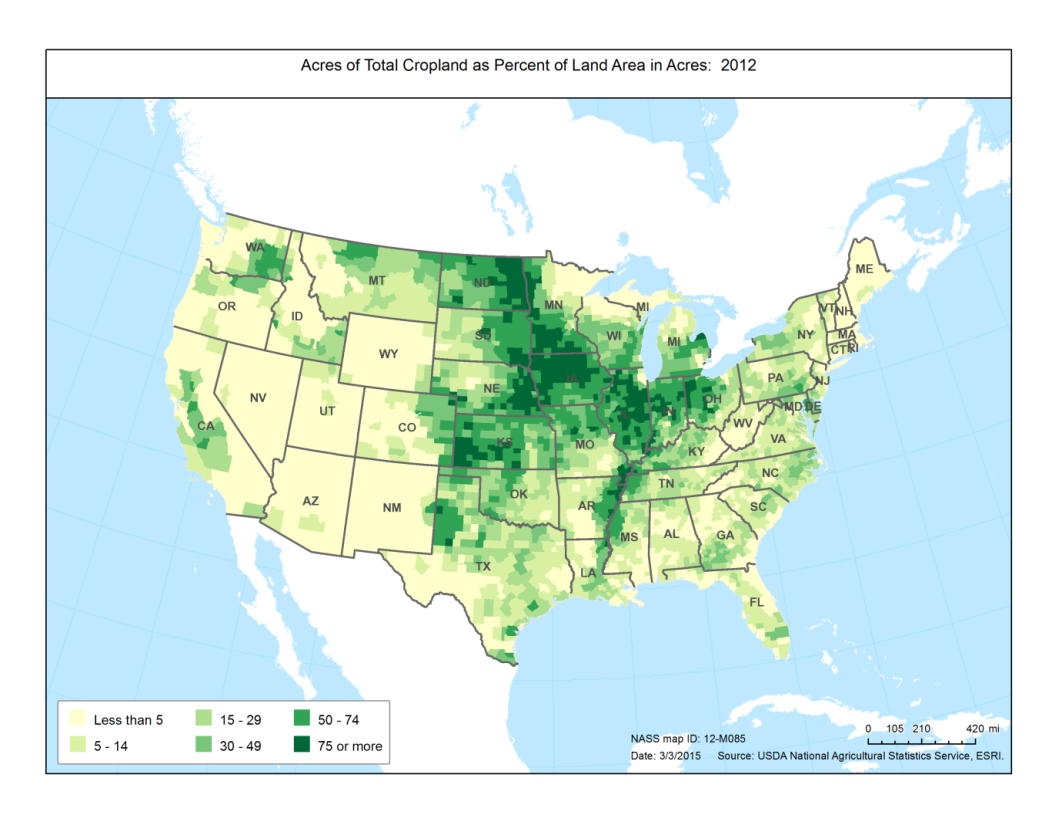 Acres of Total Cropland as Percent of Land Area in Acres: 2012
WA
MT
ND
MN
MI
ME
OR
ID
SD
WI
MI
VT
NH
NY
MA
CT
RI
WY
NE
IA
PA
NJ
NV
UT
CO
IL
IN
OH
MD
DE
CA
KS
MO
WV
VA
KY
AZ
NM
OK
AR
TN
NC
SC
TX
LA
MS
AL
GA
FL
Less than 5
15 - 29
50 - 74
5 - 14
30 - 49
75 or more
0 105 210 420 mi
NASS map ID: 12-M085
Date: 3/3/2015 Source: USDA National Agricultural Statistics Service, ESRI.